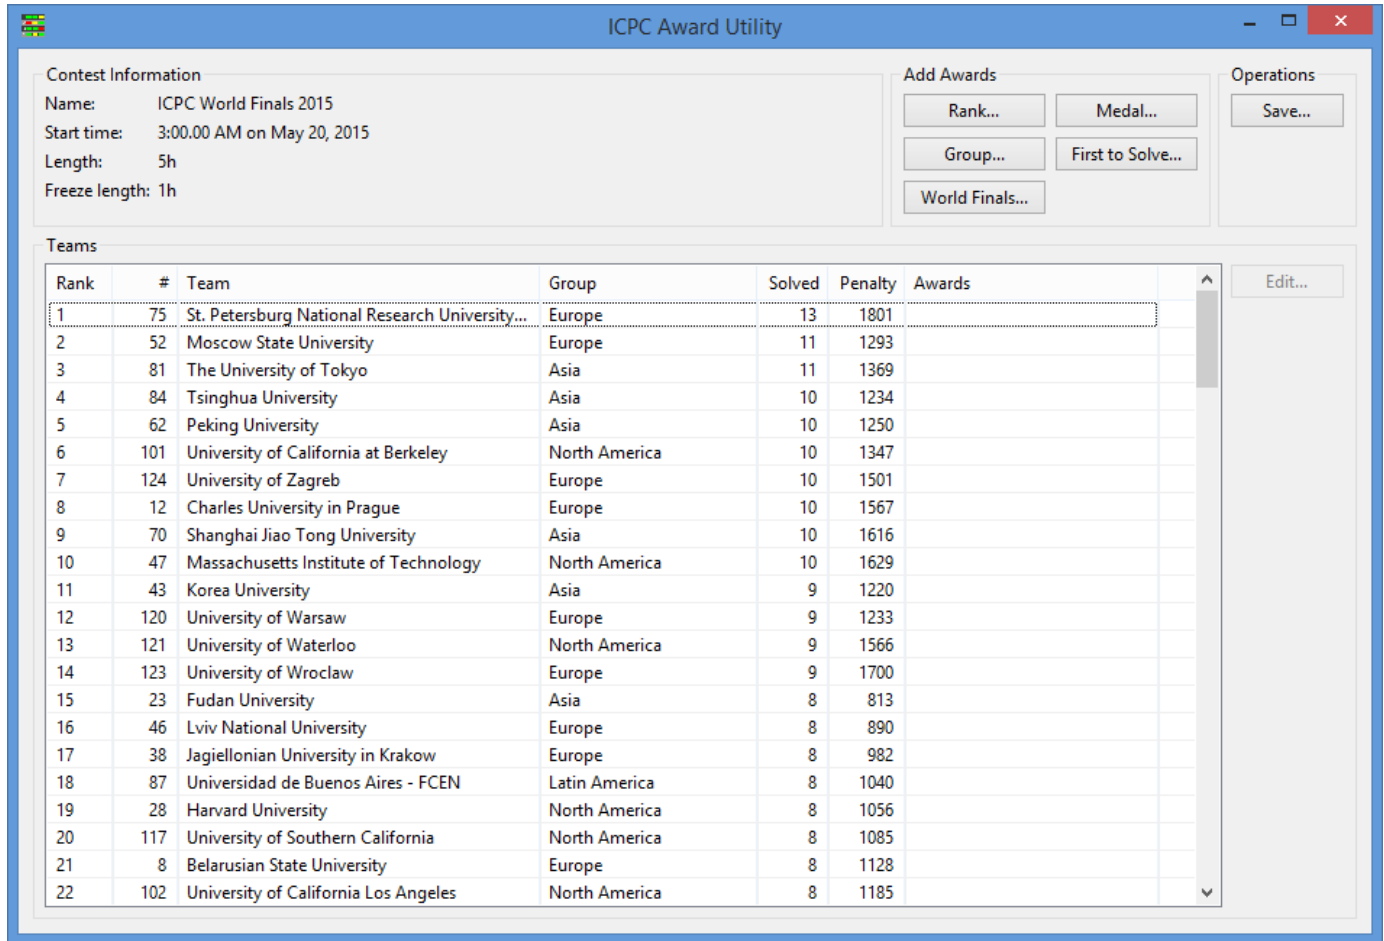 ICPC Award Utility
Contest Information
Name: ICPC World Finals 2015
Start time: 3:00.00 AM on May 20, 2015
Length: 5h
Freeze length: 1h
Add Awards
Rank... Medal...
Group... First to Solve...
World Finals...
Operations
Save...
Teams
Rank # Team Group Solved Penalty Awards
1 75 St. Petersburg National Research University... Europe 13 1801
2 52 Moscow State University Europe 11 1293
3 81 The University of Tokyo Asia 11 1369
4 84 Tsinghua University Asia 10 1234
5 62 Peking University Asia 10 1250
6 101 University of California at Berkeley North America 10 1347
7 124 University of Zagreb Europe 10 1501
8 12 Charles University in Prague Europe 10 1567
9 70 Shanghai Jiao Tong University Asia 10 1616
10 47 Massachusetts Institute of Technology North America 10 1629
11 43 Korea University Asia 9 1220
12 120 University of Warsaw Europe 9 1233
13 121 University of Waterloo North America 9 1566
14 123 University of Wroclaw Europe 9 1700
15 23 Fudan University Asia 8 813
16 46 Lviv National University Europe 8 890
17 38 Jagiellonian University in Krakow Europe 8 982
18 87 Universidad de Buenos Aires - FCEN Latin America 8 1040
19 28 Harvard University North America 8 1056
20 117 University of Southern California North America 8 1085
21 8 Belarusian State University Europe 8 1128
22 102 University of California Los Angeles North America 8 1185
Edit...